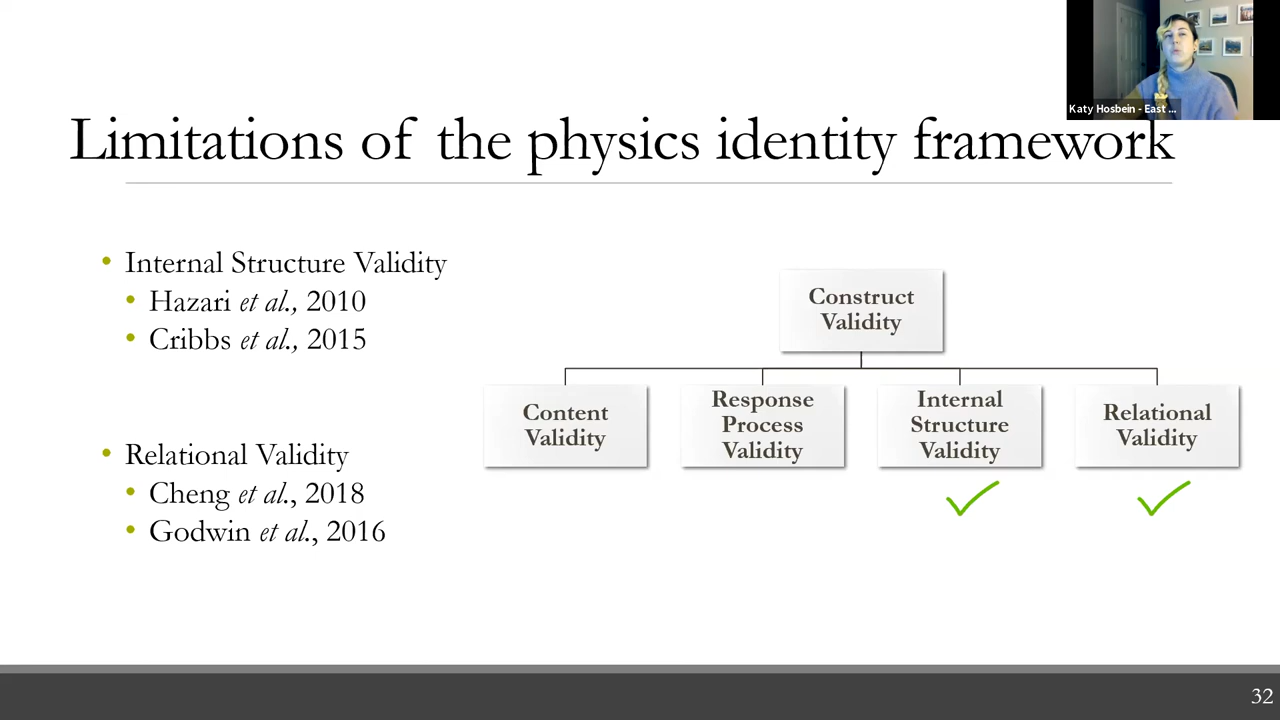 Katy Hosbein - East ...
Limitations of the physics identity framework
• Internal Structure Validity
• Hazari et al., 2010
• Cribbs et al., 2015
• Relational Validity
• Cheng et al., 2018
• Godwin et al., 2016
Construct
Validity
Content
Validity
Response
Process
Validity
Internal
Structure
Validity
Relational
Validity
32